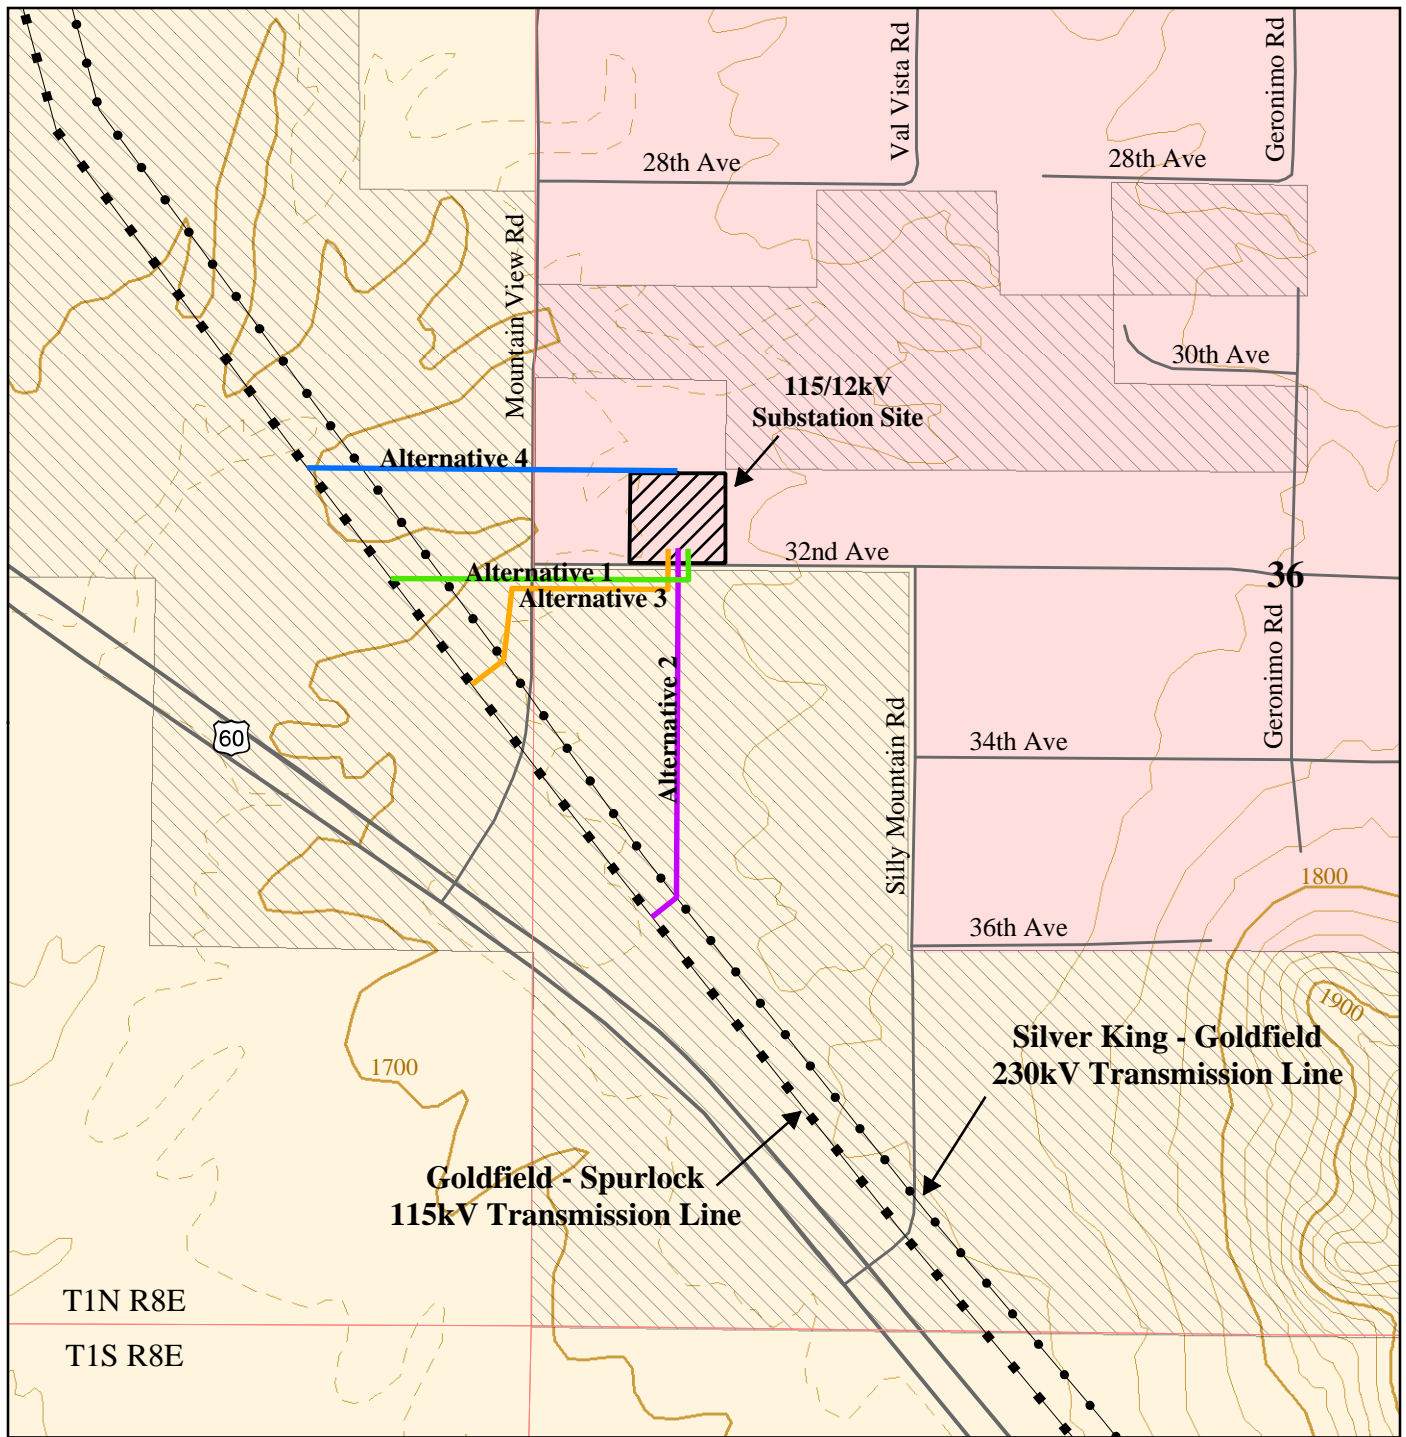 Val Vista Rd
Geronimo Rd
28th Ave
28th Ave
Mountain View Rd
30th Ave
115/12kV
Substation Site
Alternative 4
32nd Ave
Alternative 1
36
Alternative 3
Geronimo Rd
Alternative 2
Silly Mountain Rd
60
34th Ave
1800
36th Ave
1900
Silver King - Goldfield
230kV Transmission Line
1700
Goldfield - Spurlock
115kV Transmission Line
T1N R8E
T1S R8E